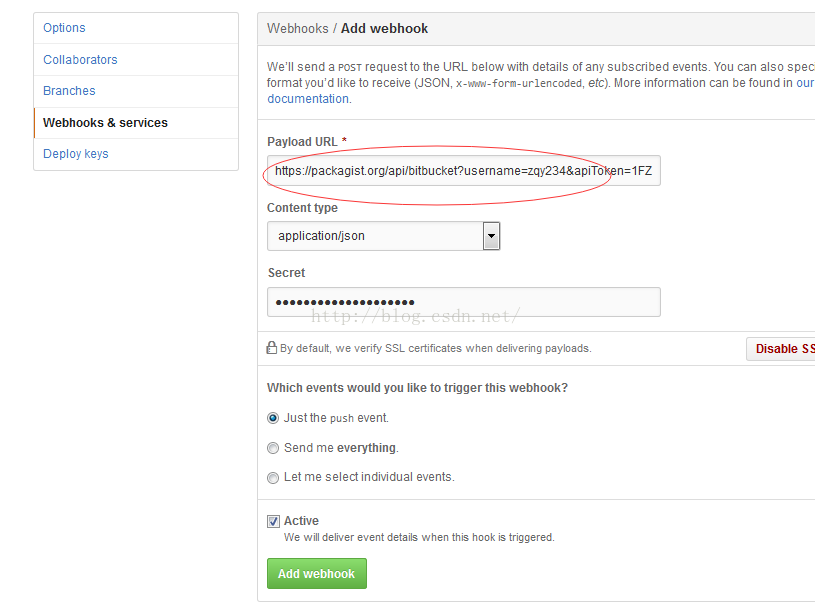 Options
Collaborators
Branches
Webhooks & services
Deploy keys
Webhooks / Add webhook
We'll send a POST request to the URL below with details of any subscribed events. You can also speci
format you'd like to receive (JSON, x-www-form-urlencoded, etc). More information can be found in our
documentation.
Payload URL *
https://packagist.org/api/bitbucket?username=zqy234&apiToken=1FZ
Content type
application/json
Secret
●●●●●●●●●●●●●●●●●●●●
http://blog.csdn.net/
By default, we verify SSL certificates when delivering payloads.
Disable SS
Which events would you like to trigger this webhook?
Just the push event.
Send me everything.
Let me select individual events.
Active
We will deliver event details when this hook is triggered.
Add webhook